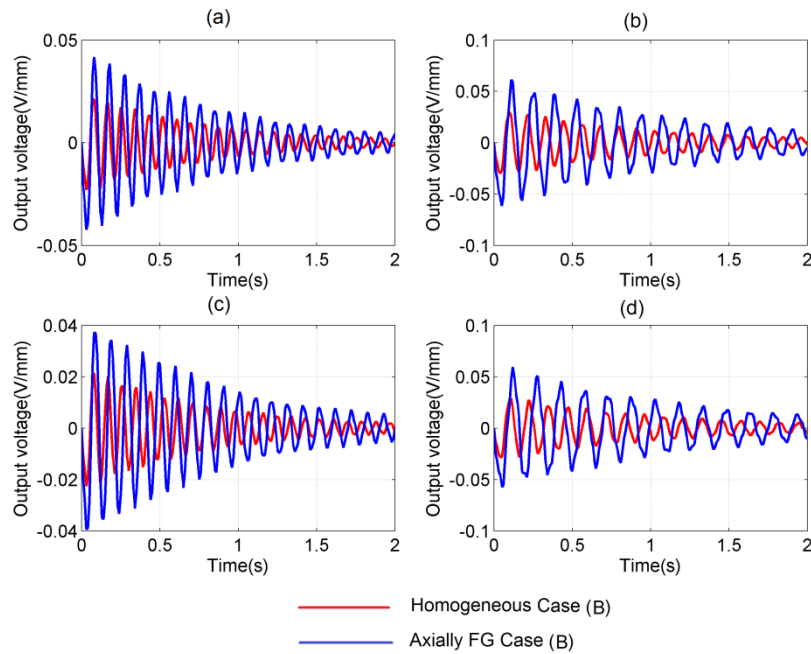 (a)
Output voltage(V/mm)
0.05
0
-0.05
0
0.5
1
1.5
2
Time(s)
(b)
Output voltage(V/mm)
0.1
0.05
0
-0.05
-0.1
0
0.5
1
1.5
2
Time(s)
(c)
Output voltage(V/mm)
0.04
0.02
0
-0.02
-0.04
0
0.5
1
1.5
2
Time(s)
(d)
Output voltage(V/mm)
0.1
0.05
0
-0.05
-0.1
0
0.5
1
1.5
2
Time(s)
Homogeneous Case (B)
Axially FG Case (B)